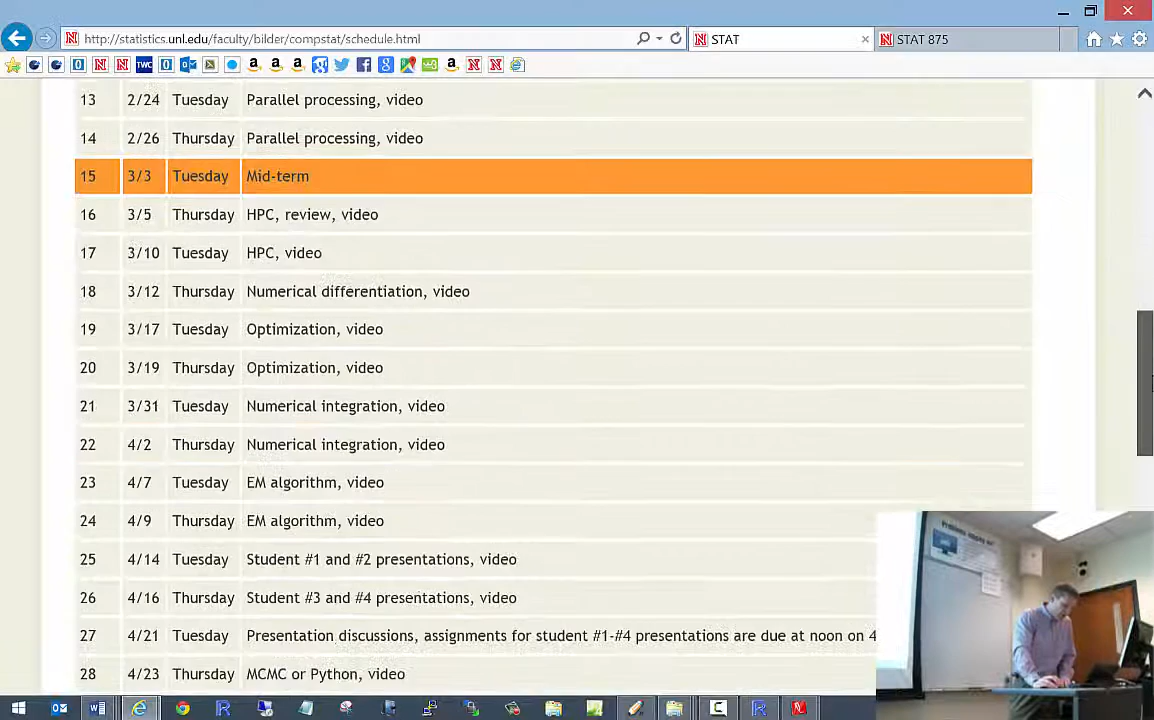 http://statistics.unl.edu/faculty/bilder/compstat/schedule.html
STAT
STAT 875
13 2/24 Tuesday Parallel processing, video
14 2/26 Thursday Parallel processing, video
15 3/3 Tuesday Mid-term
16 3/5 Thursday HPC, review, video
17 3/10 Tuesday HPC, video
18 3/12 Thursday Numerical differentiation, video
19 3/17 Tuesday Optimization, video
20 3/19 Thursday Optimization, video
21 3/31 Tuesday Numerical integration, video
22 4/2 Thursday Numerical integration, video
23 4/7 Tuesday EM algorithm, video
24 4/9 Thursday EM algorithm, video
25 4/14 Tuesday Student #1 and #2 presentations, video
26 4/16 Thursday Student #3 and #4 presentations, video
27 4/21 Tuesday Presentation discussions, assignments for student #1-#4 presentations are due at noon on 4
28 4/23 Thursday MCMC or Python, video